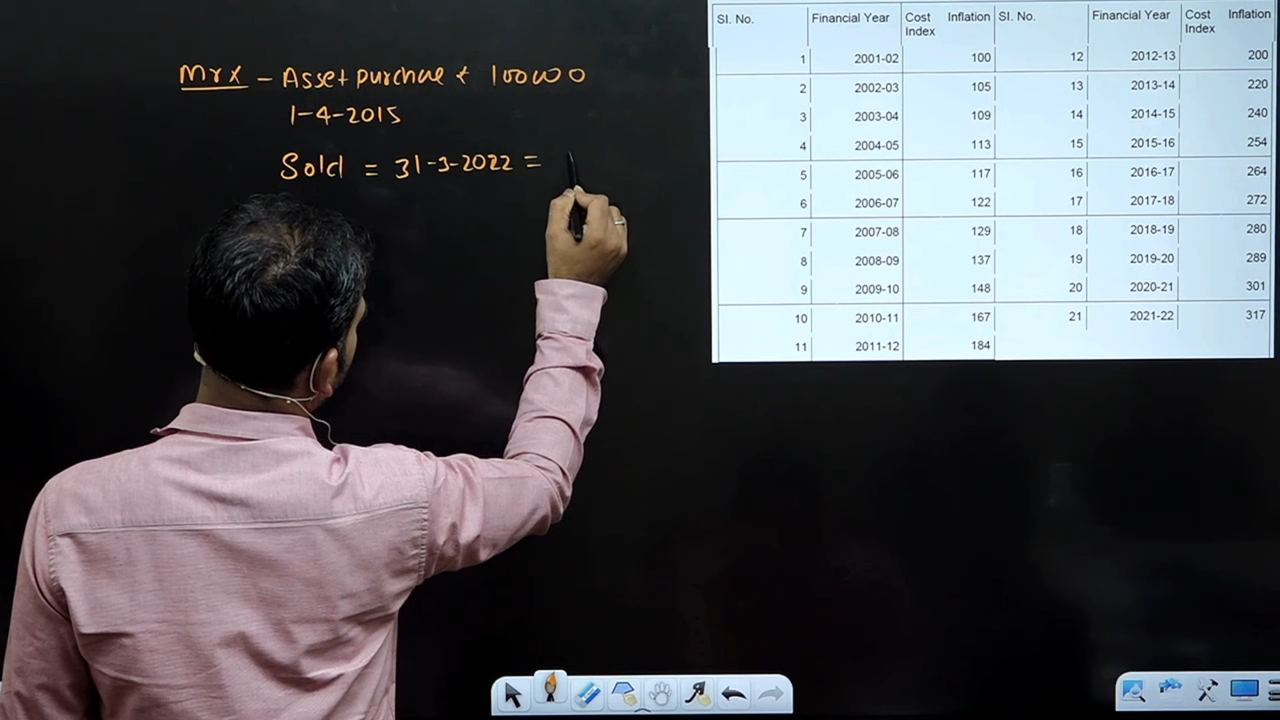 Mr X - Asset purchase ₹ 100000
1-4-2015
Sold = 31-3-2022 =
SI. No. Financial Year Cost Inflation Index SI. No. Financial Year Cost Inflation Index
1 2001-02 100 12 2012-13 200
2 2002-03 105 13 2013-14 220
3 2003-04 109 14 2014-15 240
4 2004-05 113 15 2015-16 254
5 2005-06 117 16 2016-17 264
6 2006-07 122 17 2017-18 272
7 2007-08 129 18 2018-19 280
8 2008-09 137 19 2019-20 289
9 2009-10 148 20 2020-21 301
10 2010-11 167 21 2021-22 317
11 2011-12 184